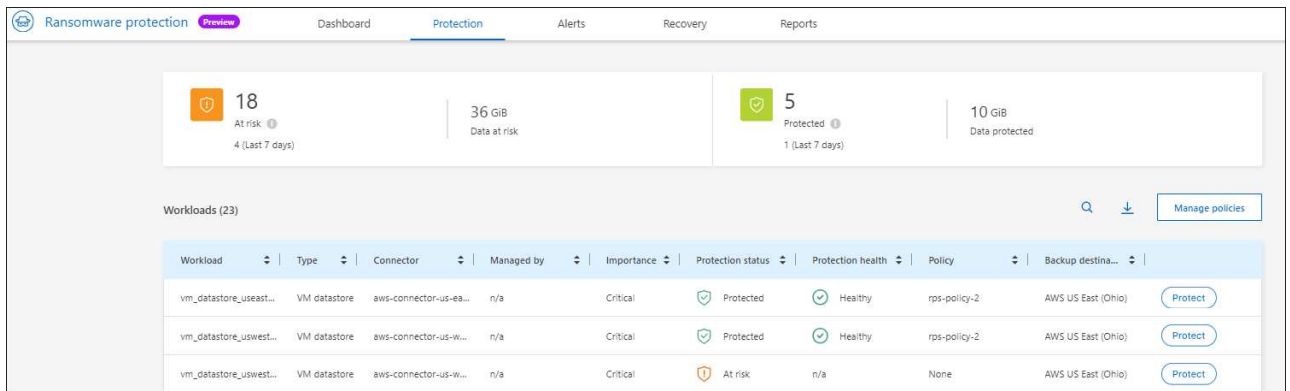 Ransomware protection Preview Dashboard Protection Alerts Recovery Reports
18 36 GiB 5 10 GiB
At risk Data at risk Protected Data protected
4 (Last 7 days) 1 (Last 7 days)
Workloads (23) Manage policies
Workload Type Connector Managed by Importance Protection status Protection health Policy Backup destina...
vm_datastore_useast... VM datastore aws-connector-us-ea... n/a Critical Protected Healthy rps-policy-2 AWS US East (Ohio) Protect
vm_datastore_uswest... VM datastore aws-connector-us-w... n/a Critical Protected Healthy rps-policy-2 AWS US East (Ohio) Protect
vm_datastore_uswest... VM datastore aws-connector-us-w... n/a Critical At risk n/a None AWS US East (Ohio) Protect